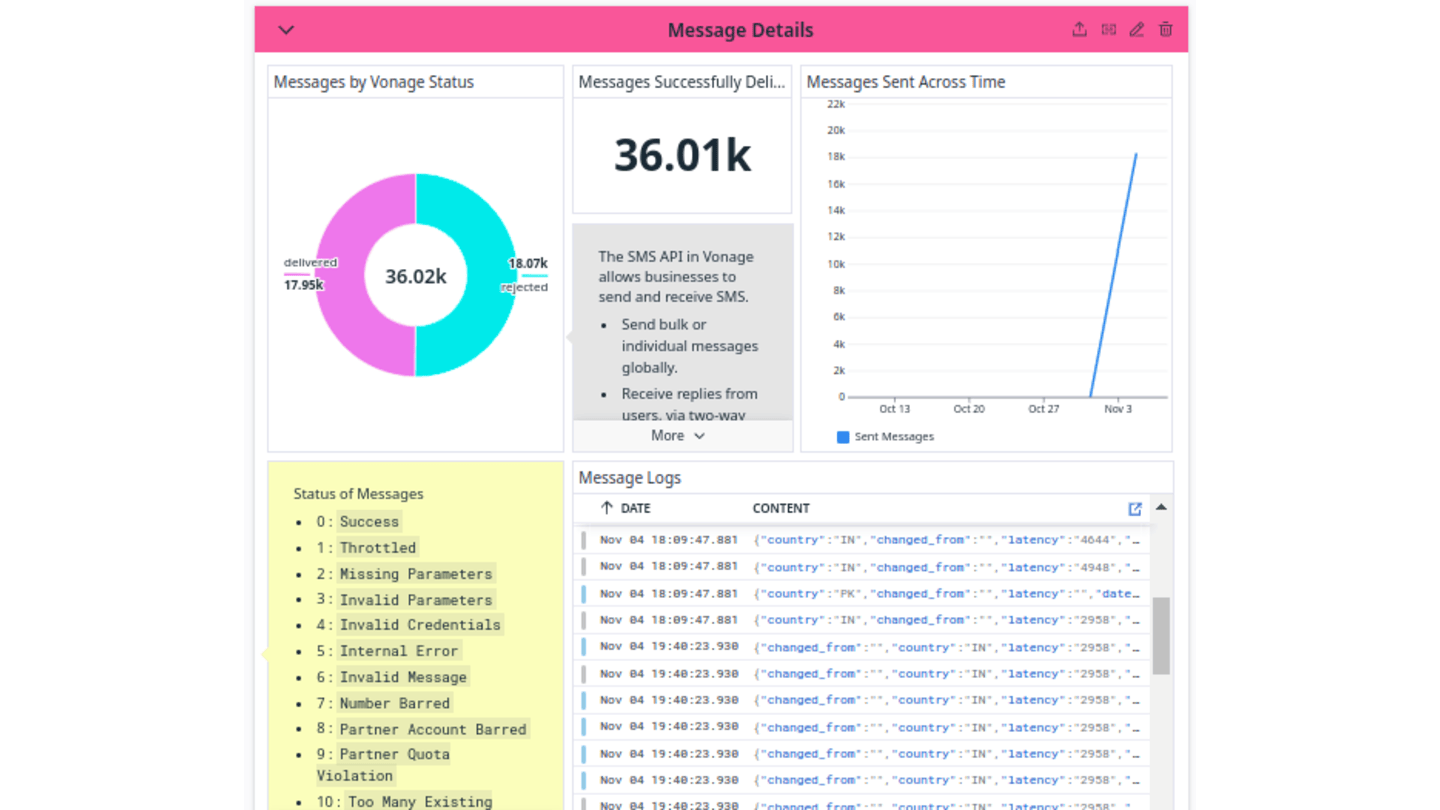 Message Details
Messages by Vonage Status
delivered
17.95k
36.02k
18.07k
rejected
Messages Successfully Deli...
36.01k
The SMS API in Vonage
allows businesses to
send and receive SMS.
• Send bulk or
individual messages
globally.
• Receive replies from
users, via two-way
More
Messages Sent Across Time
22k
20k
18k
16k
14k
12k
10k
8k
6k
4k
2k
0
Oct 13 Oct 20 Oct 27 Nov 3
Sent Messages
Status of Messages
• 0: Success
• 1: Throttled
• 2: Missing Parameters
• 3: Invalid Parameters
• 4: Invalid Credentials
• 5: Internal Error
• 6: Invalid Message
• 7: Number Barred
• 8: Partner Account Barred
• 9: Partner Quota
Violation
• 10: Too Many Existing
Message Logs
↑ DATE CONTENT
Nov 04 18:09:47.881 {"country":"IN","changed_from":"","latency":"4644","…
Nov 04 18:09:47.881 {"country":"IN","changed_from":"","latency":"4948","…
Nov 04 18:09:47.881 {"country":"PK","changed_from":"","latency":"","date…
Nov 04 18:09:47.881 {"country":"IN","changed_from":"","latency":"2958","…
Nov 04 19:40:23.930 {"changed_from":"","country":"IN","latency":"2958","…
Nov 04 19:40:23.930 {"changed_from":"","country":"IN","latency":"2958","…
Nov 04 19:40:23.930 {"changed_from":"","country":"IN","latency":"2958","…
Nov 04 19:40:23.930 {"changed_from":"","country":"IN","latency":"2958","…
Nov 04 19:40:23.930 {"changed_from":"","country":"IN","latency":"2958","…
Nov 04 19:40:23.930 {"changed_from":"","country":"IN","latency":"2958","…
Nov 04 19:40:23.930 {"changed_from":"","country":"IN","latency":"2958","…